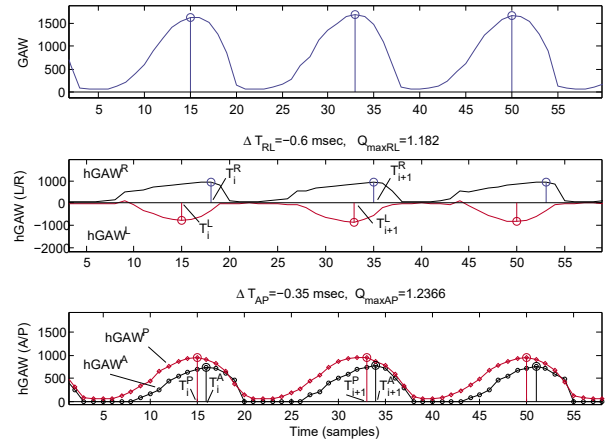 GAW
1500
1000
500
0
5 10 15 20 25 30 35 40 45 50 55
Δ T_RL=−0.6 msec, Q_maxRL=1.182
hGAW (L/R)
1000
0
−1000
−2000
hGAW^R
hGAW^L
T_i^R
T_i^L
T_i+1^R
T_i+1^L
5 10 15 20 25 30 35 40 45 50 55
Δ T_AP=−0.35 msec, Q_maxAP=1.2366
hGAW (A/P)
1500
1000
500
0
hGAW^P
hGAW^A
T_i^P
T_i^A
T_i+1^P
T_i+1^A
5 10 15 20 25 30 35 40 45 50 55
Time (samples)